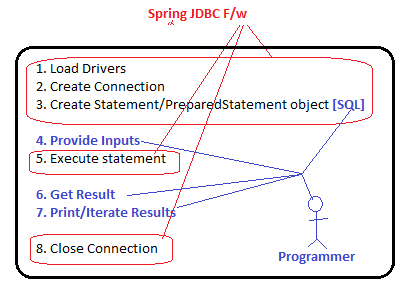 Spring JDBC F/w
1. Load Drivers
2. Create Connection
3. Create Statement/PreparedStatement object [SQL]
4. Provide Inputs
5. Execute statement
6. Get Result
7. Print/Iterate Results
8. Close Connection
Programmer